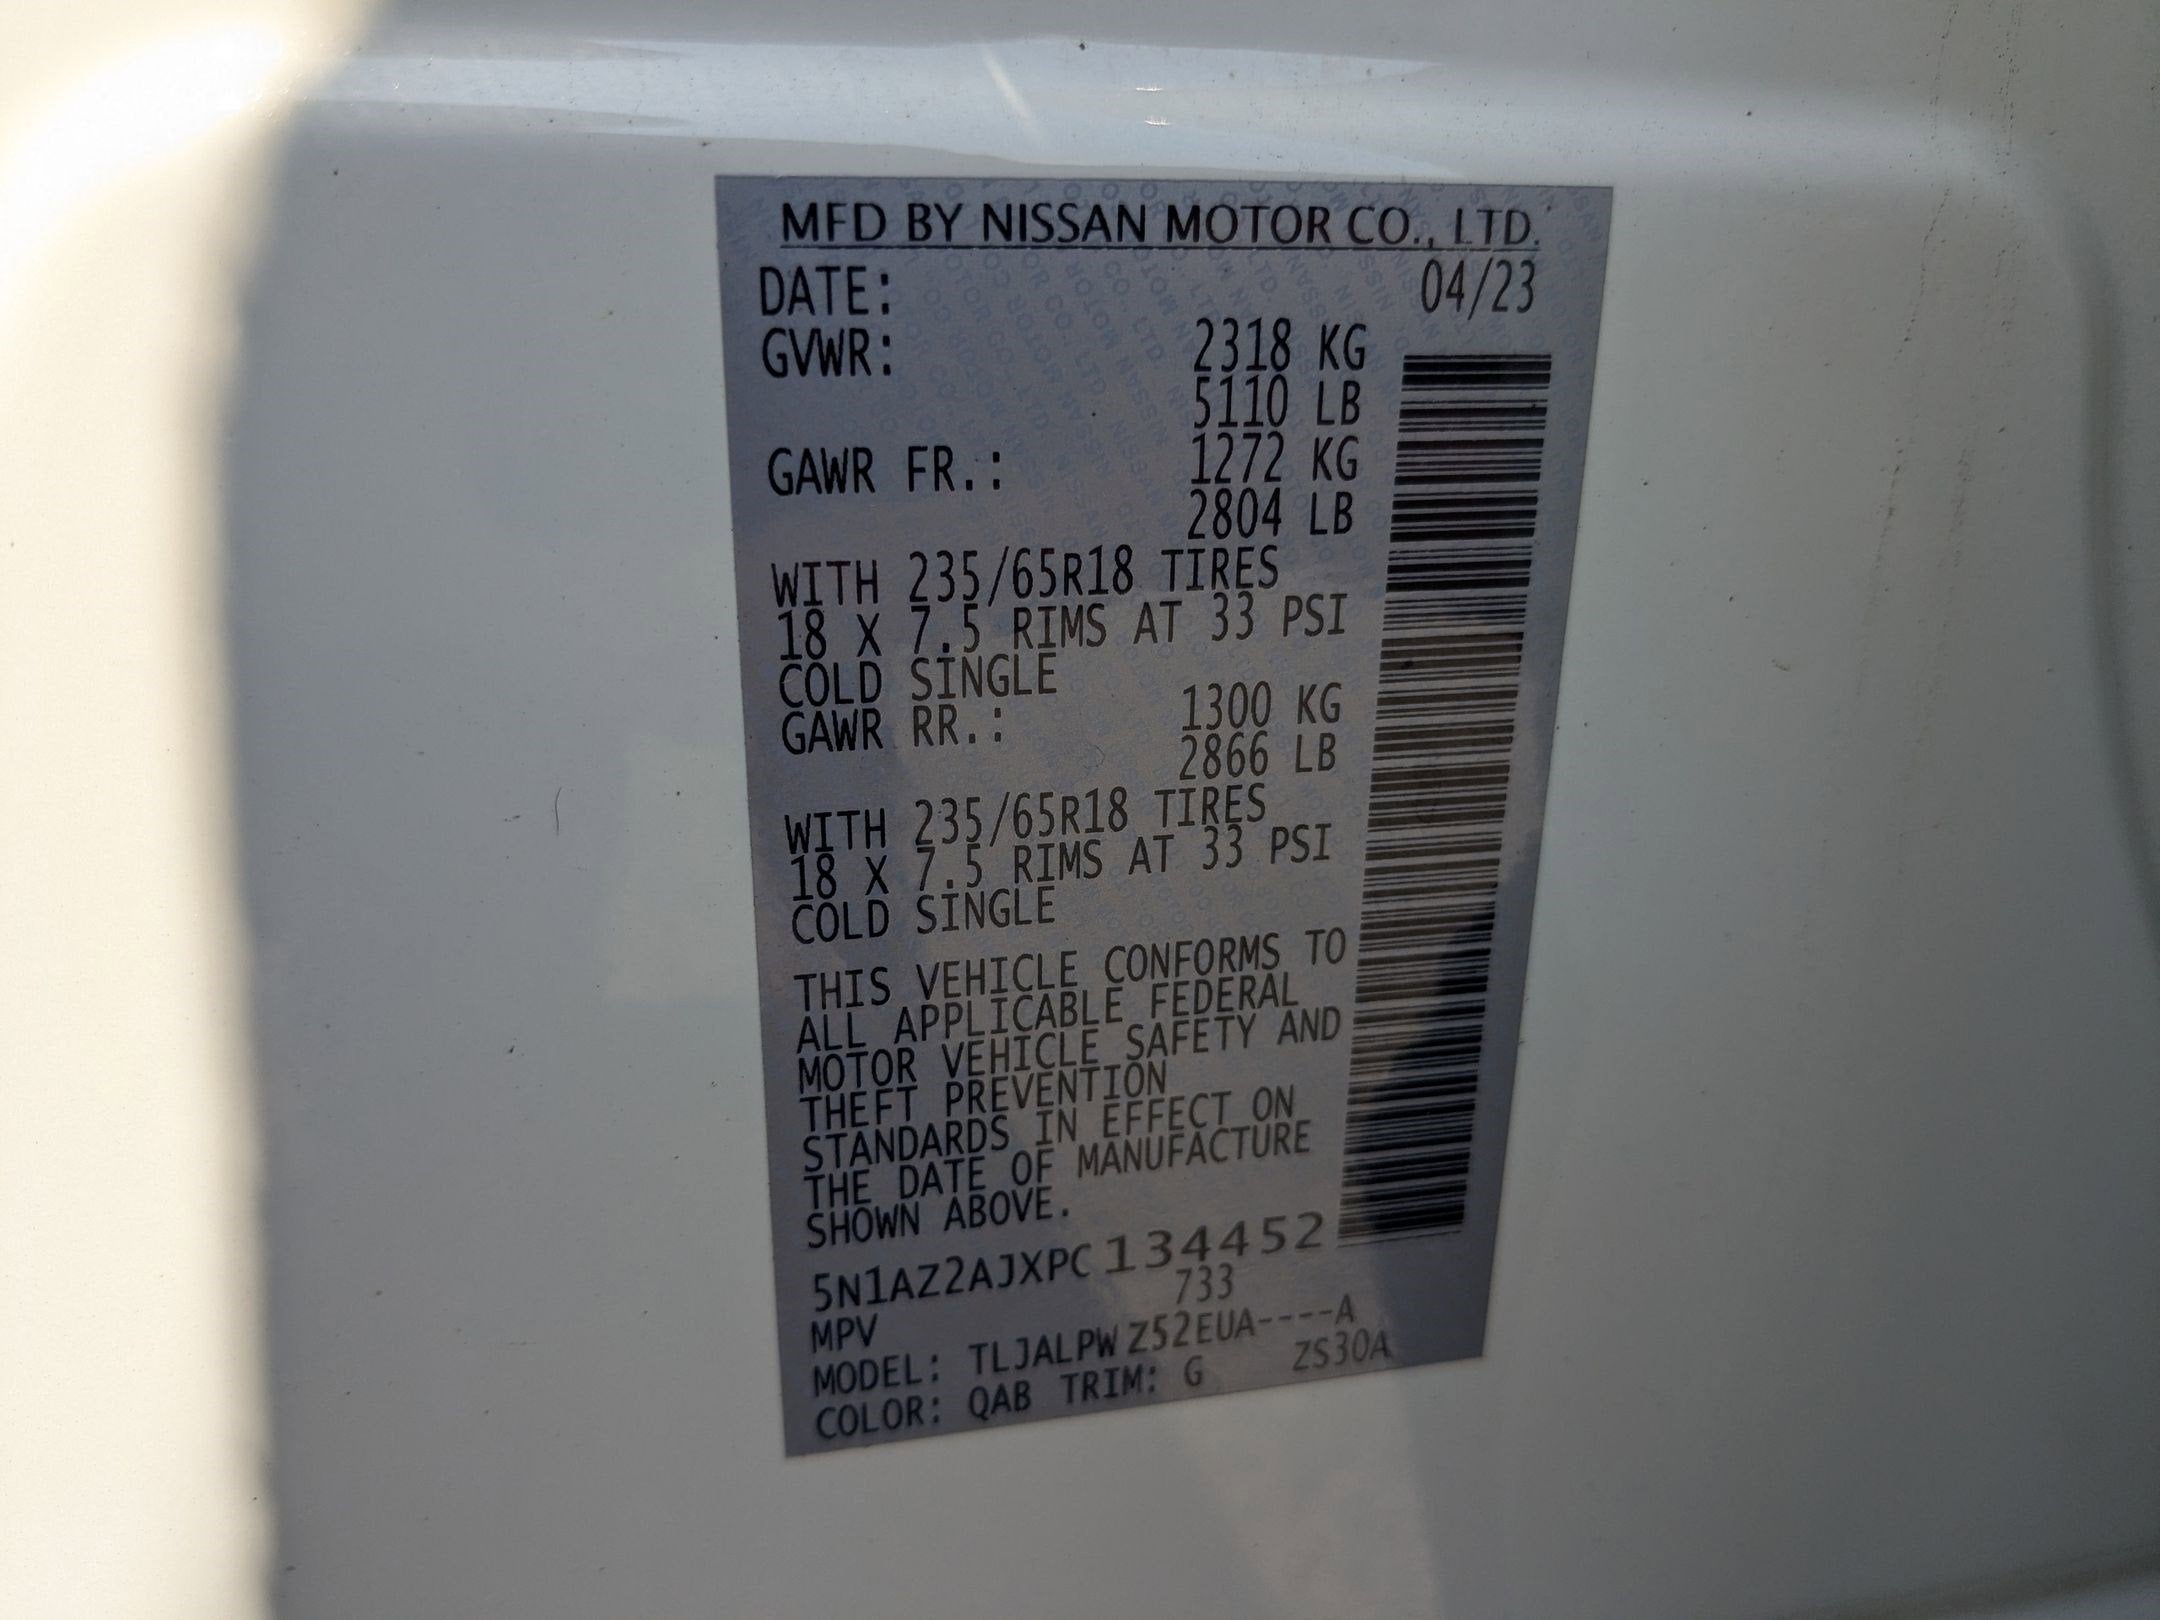 MFD BY NISSAN MOTOR CO., LTD.
DATE: 04/23
GVWR: 2318 KG
5110 LB
GAWR FR.: 1272 KG
2804 LB
WITH 235/65R18 TIRES
18 X 7.5 RIMS AT 33 PSI
COLD SINGLE
GAWR RR.: 1300 KG
2866 LB
WITH 235/65R18 TIRES
18 X 7.5 RIMS AT 33 PSI
COLD SINGLE
THIS VEHICLE CONFORMS TO
ALL APPLICABLE FEDERAL
MOTOR VEHICLE SAFETY AND
THEFT PREVENTION
STANDARDS IN EFFECT ON
THE DATE OF MANUFACTURE
SHOWN ABOVE.
5N1AZ2AJXPC134452
MPV 733
MODEL: TLJALPW Z52EUA----A
COLOR: QAB TRIM: G ZS30A